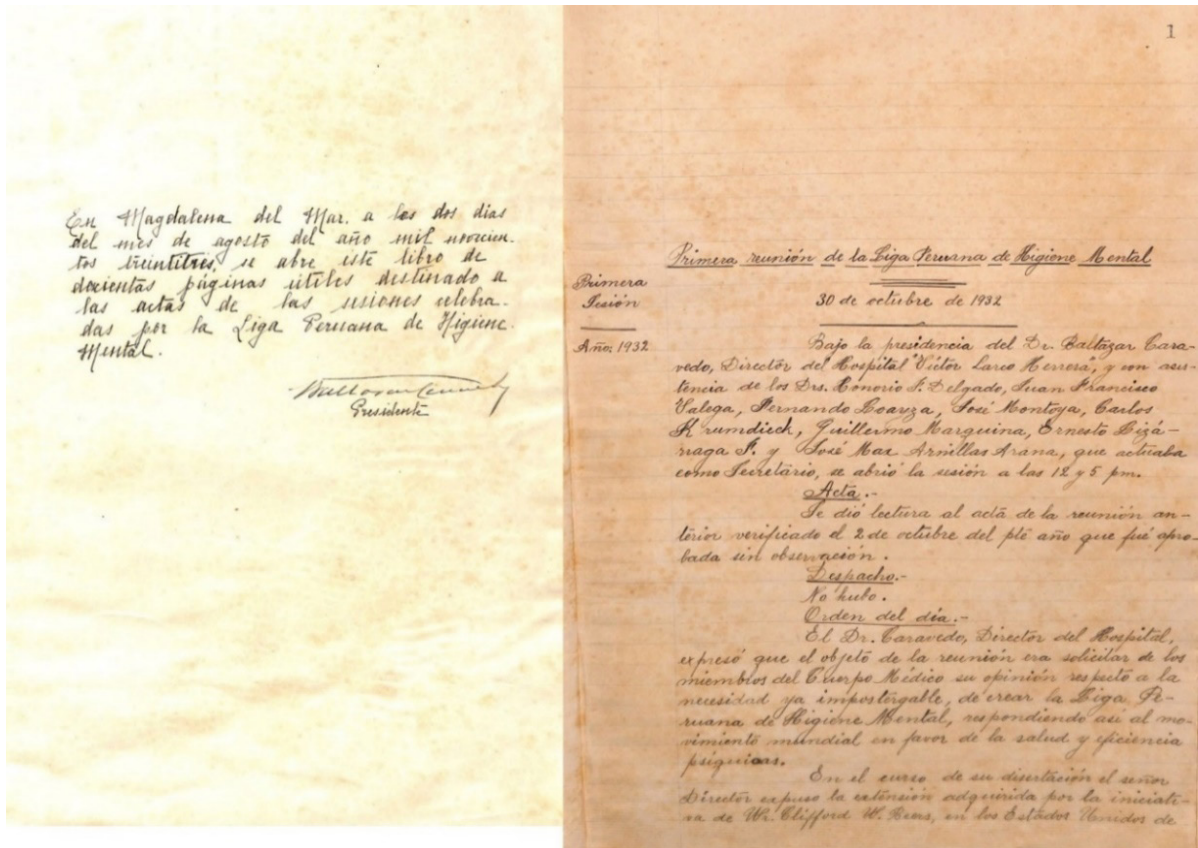 En Magdalena del Mar, a los dos dias
del mes de agosto del año mil novecien-
tos treintitres, se abre este libro de
docientas páginas útiles destinado a
las actas de las sesiones celebra-
das por la Liga Peruana de Higiene
Mental.
Presidente
1
Primera reunión de la Liga Peruana de Higiene Mental
Primera
Sesión
30 de octubre de 1932
Año: 1932
Bajo la presidencia del Dr. Baltazar Cara-
vedo, Director del Hospital "Víctor Larco Herrera", y con asis-
tencia de los Drs. Honorio F. Delgado, Juan Francisco
Valega, Fernando Loayza, José Montoya, Carlos
Krumdieck, Guillermo Marquina, Ernesto Lizá-
rraga F. y José Max Arnillas Arana, que actuaba
como Secretario, se abrió la sesión a las 12 y 5 pm.
Acta.-
Se dió lectura al acta de la reunión an-
terior verificado el 2 de octubre del pte año que fué apro-
bada sin observación.
Despacho.-
No hubo.
Orden del día.-
El Dr. Caravedo, Director del Hospital,
expresó que el objeto de la reunión era solicitar de los
miembros del Cuerpo Médico su opinión respecto a la
necesidad ya impostergable, de crear la Liga Pe-
ruana de Higiene Mental, respondiendo así al mo-
vimiento mundial en favor de la salud y eficiencia
psíquicas.
En el curso de su disertación el señor
Director expuso la extensión adquirida por la iniciati-
va de Wr. Clifford W. Beers, en los Estados Unidos de